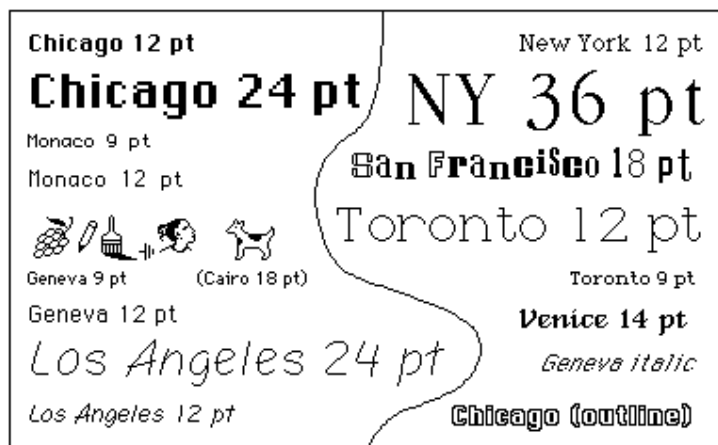 Chicago 12 pt
Chicago 24 pt
Monaco 9 pt
Monaco 12 pt
Geneva 9 pt
(Cairo 18 pt)
Geneva 12 pt
Los Angeles 24 pt
Los Angeles 12 pt
New York 12 pt
NY 36 pt
San Francisco 18 pt
Toronto 12 pt
Toronto 9 pt
Venice 14 pt
Geneva italic
Chicago (outline)